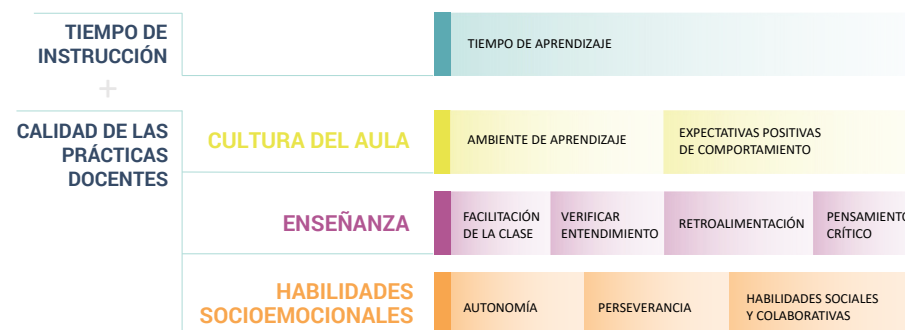 TIEMPO DE
INSTRUCCIÓN
TIEMPO DE APRENDIZAJE
+
CALIDAD DE LAS
PRÁCTICAS
DOCENTES
CULTURA DEL AULA
AMBIENTE DE APRENDIZAJE
EXPECTATIVAS POSITIVAS
DE COMPORTAMIENTO
ENSEÑANZA
FACILITACIÓN
DE LA CLASE
VERIFICAR
ENTENDIMIENTO
RETROALIMENTACIÓN
PENSAMIENTO
CRÍTICO
HABILIDADES
SOCIOEMOCIONALES
AUTONOMÍA
PERSEVERANCIA
HABILIDADES SOCIALES
Y COLABORATIVAS